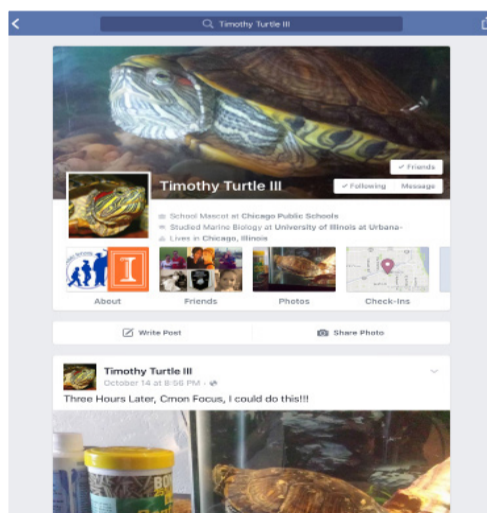 Timothy Turtle III
Friends
Timothy Turtle III
Following Message
School Mascot at Chicago Public Schools
Studied Marine Biology at University of Illinois at Urbana-
Lives in Chicago, Illinois
I
About Friends Photos Check-Ins
Write Post Share Photo
Timothy Turtle III
October 14 at 8:56 PM ·
Three Hours Later, Cmon Focus, I could do this!!!